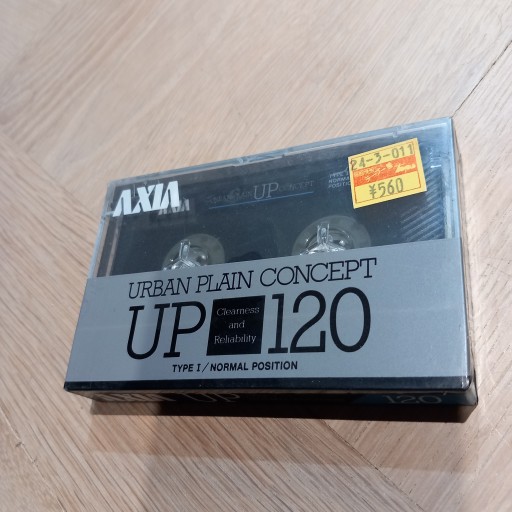 24-3-011
¥560
AXIA
UP
URBAN PLAIN CONCEPT
UP 120
Clearness
and
Reliability
TYPE I/NORMAL POSITION
120